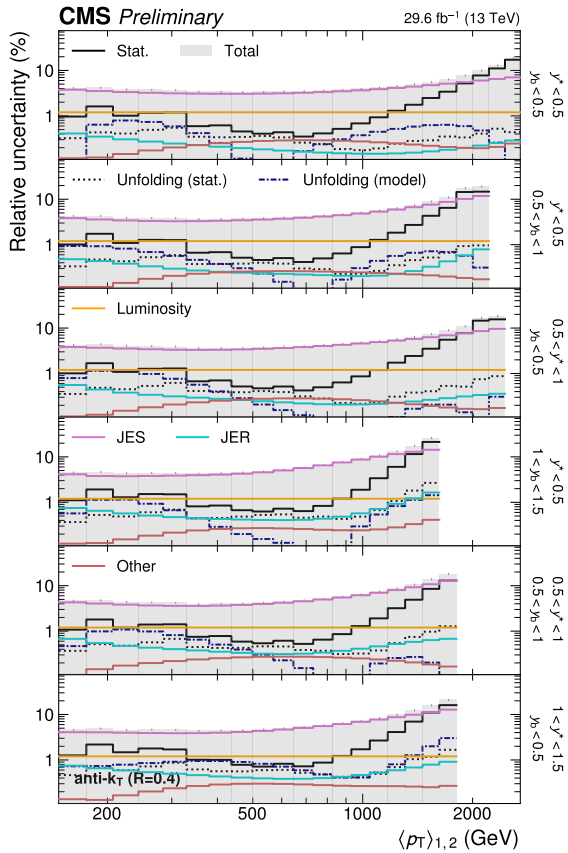 CMS Preliminary
29.6 fb⁻¹ (13 TeV)
Relative uncertainty (%)
Stat. Total
10
1
y* < 0.5
y_b < 0.5
Unfolding (stat.) Unfolding (model)
10
1
y* < 0.5
0.5 < y_b < 1
Luminosity
10
1
0.5 < y* < 1
y_b < 0.5
JES JER
10
1
y* < 0.5
1 < y_b < 1.5
Other
10
1
0.5 < y* < 1
0.5 < y_b < 1
10
1
1 < y* < 1.5
y_b < 0.5
anti-k_T (R=0.4)
200 500 1000 2000
⟨p_T⟩_1,2 (GeV)